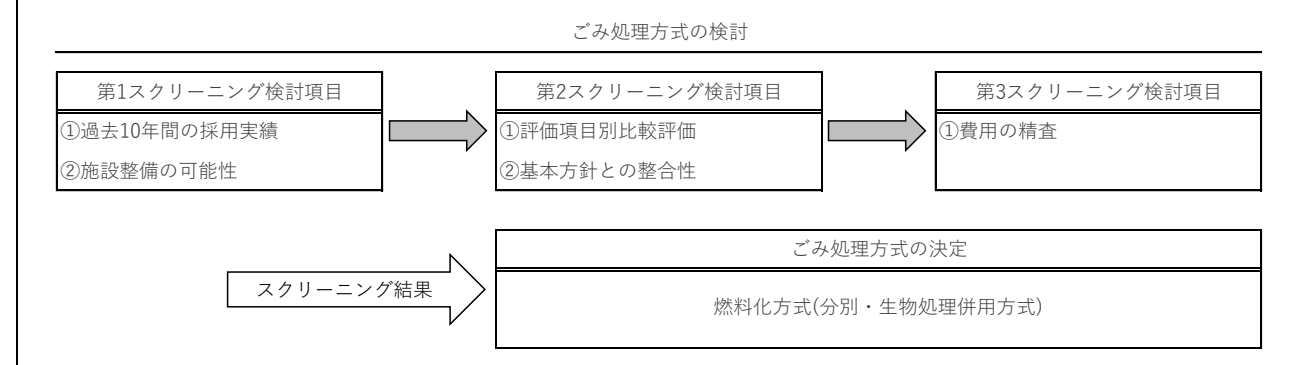 ごみ処理方式の検討
第1スクリーニング検討項目
①過去10年間の採用実績
②施設整備の可能性
第2スクリーニング検討項目
①評価項目別比較評価
②基本方針との整合性
第3スクリーニング検討項目
①費用の精査
スクリーニング結果
ごみ処理方式の決定
燃料化方式(分別・生物処理併用方式)